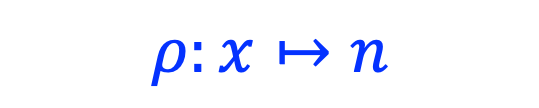 𝜌: 𝑥 ↦ 𝑛